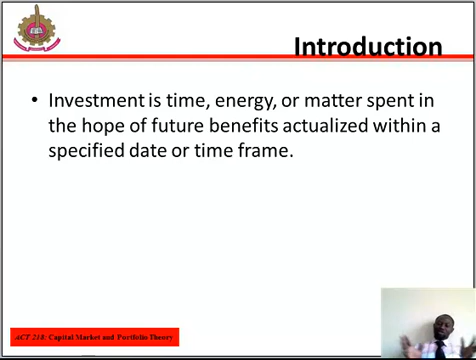 Introduction
• Investment is time, energy, or matter spent in
the hope of future benefits actualized within a
specified date or time frame.
ACT 218: Capital Market and Portfolio Theory